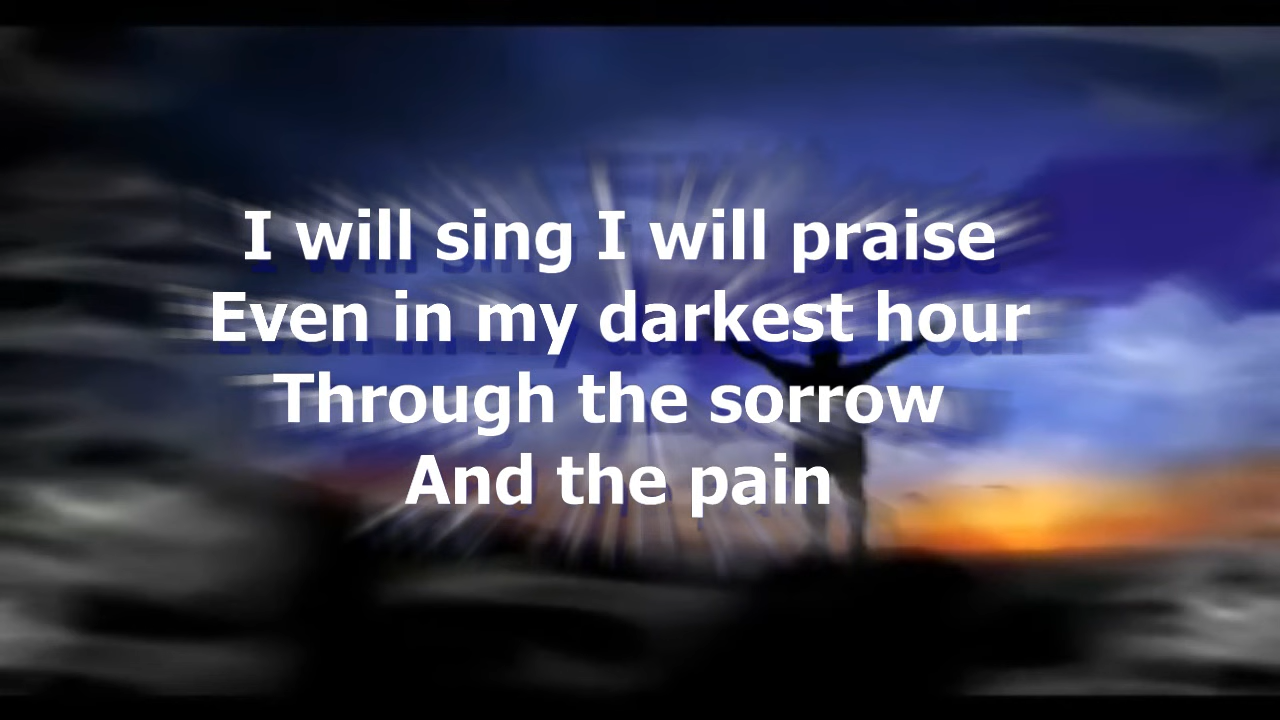 I will sing I will praise
Even in my darkest hour
Through the sorrow
And the pain